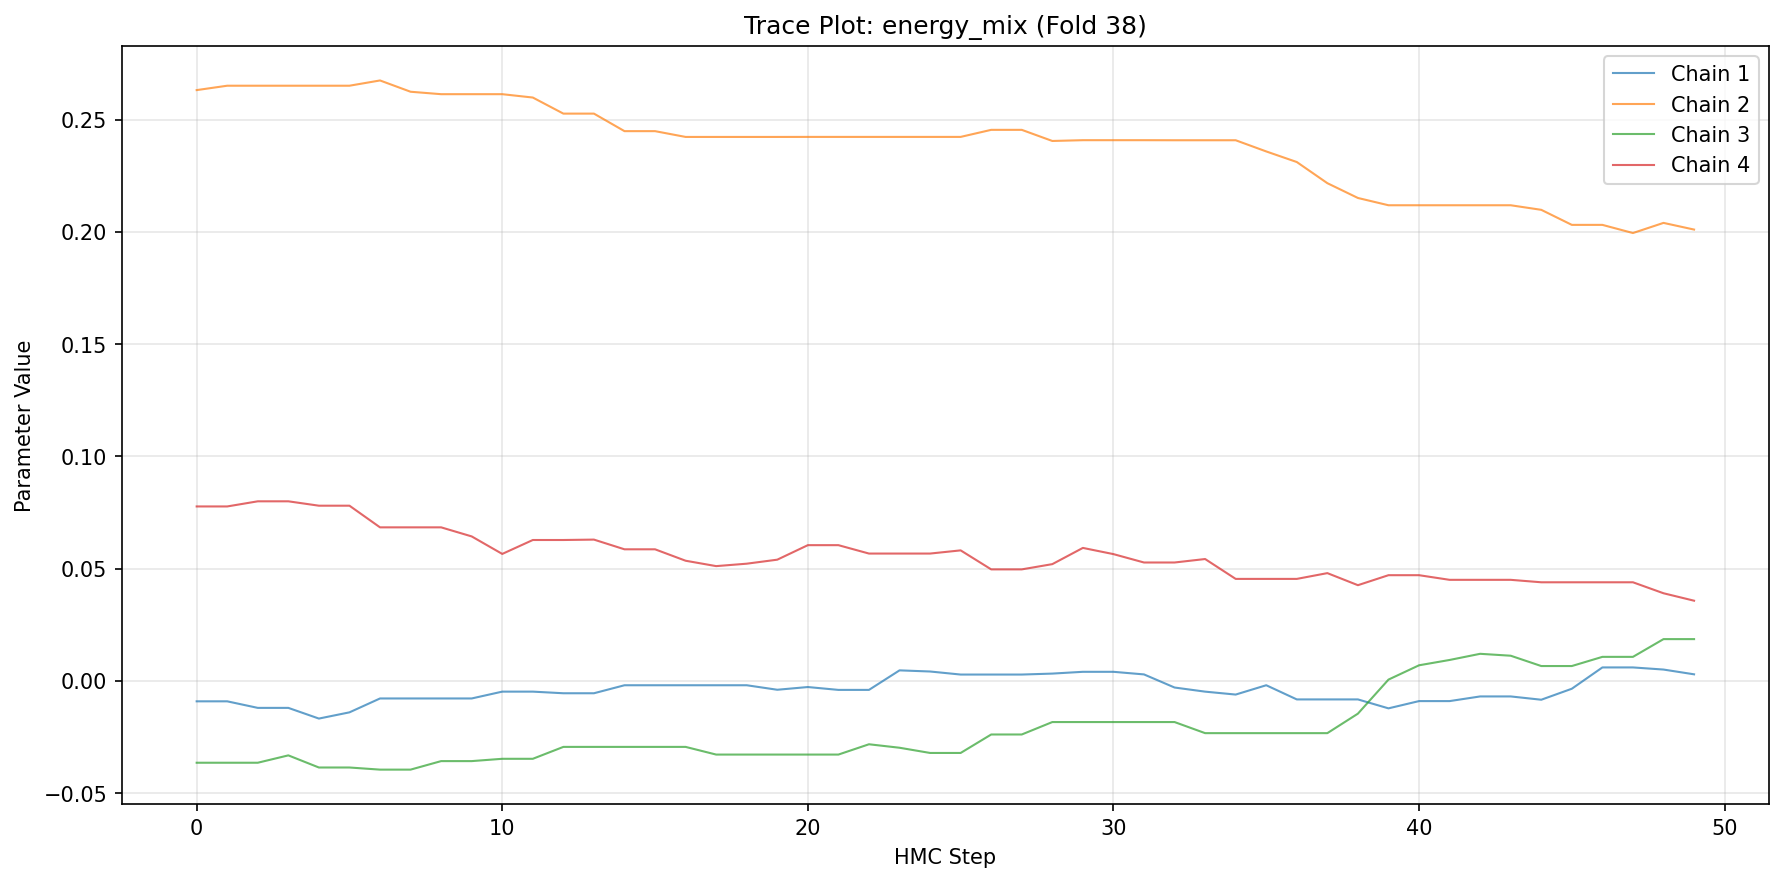 Trace Plot: energy_mix (Fold 38)
Chain 1
Chain 2
Chain 3
Chain 4
Parameter Value
0.25
0.20
0.15
0.10
0.05
0.00
−0.05
0 10 20 30 40 50
HMC Step